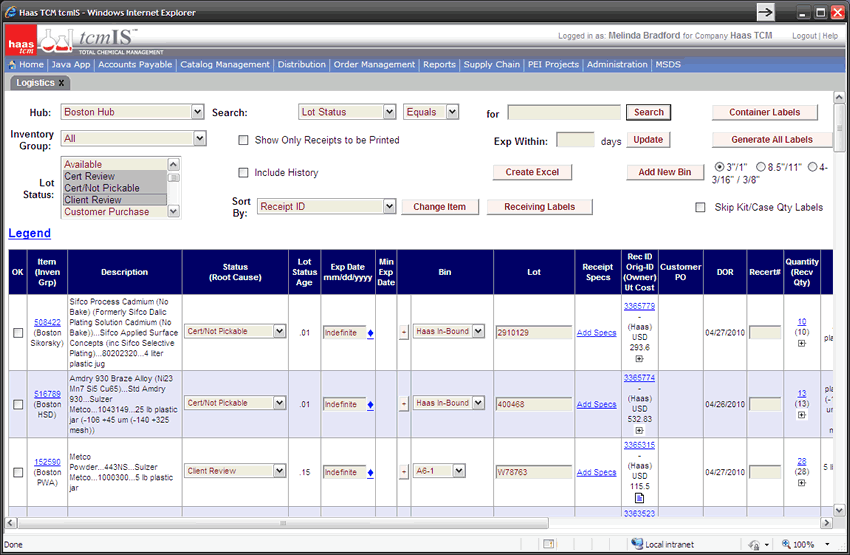 Haas TCM tcmIS - Windows Internet Explorer
haas tcm
tcmIS™
TOTAL CHEMICAL MANAGEMENT
Logged in as: Melinda Bradford for Company Haas TCM
Logout | Help
Home | Java App | Accounts Payable | Catalog Management | Distribution | Order Management | Reports | Supply Chain | PEI Projects | Administration | MSDS
Logistics X
Hub: Boston Hub Search: Lot Status Equals for Search Container Labels
Inventory Group: All Show Only Receipts to be Printed Exp Within: days Update Generate All Labels
Lot Status:
Available
Cert Review
Cert/Not Pickable
Client Review
Customer Purchase
Include History Create Excel Add New Bin 3"/1" 8.5"/11" 4-3/16" / 3/8"
Sort By: Receipt ID Change Item Receiving Labels Skip Kit/Case Qty Labels
Legend
OK
Item (Inven Grp)
Description
Status (Root Cause)
Lot Status Age
Exp Date mm/dd/yyyy
Min Exp Date
Bin
Lot
Receipt Specs
Rec ID Orig-ID (Owner) Ut Cost
Customer PO
DOR
Recert#
Quantity (Recv Qty)
508422
(Boston
Sikorsky)
Sifco Process Cadmium (No
Bake) (Formerly Sifco Dalic
Plating Solution Cadmium (No
Bake))...Sifco Applied Surface
Concepts (inc Sifco Selective
Plating)...80202320...4 liter
plastic jug
Cert/Not Pickable
.01
Indefinite
+
Haas In-Bound
2910129
Add Specs
3365779
-
(Haas)
USD
293.6
04/27/2010
10
(10)
pla
516789
(Boston
HSD)
Amdry 930 Braze Alloy (Ni23
Mn7 Si5 Cu65)...Std Amdry
930...Sulzer
Metco...1043149...25 lb plastic
jar (-106 +45 um (-140 +325
mesh))
Cert/Not Pickable
.01
Indefinite
+
Haas In-Bound
400468
Add Specs
3365774
-
(Haas)
USD
532.83
04/26/2010
13
(13)
pla
(-1
um
m
152590
(Boston
PWA)
Metco
Powder...443NS...Sulzer
Metco...1000300...5 lb plastic
jar
Client Review
.15
Indefinite
+
A6-1
W78763
Add Specs
3365315
-
(Haas)
USD
115.5
04/27/2010
28
(28)
5 l
3363523
Done
Local intranet
100%